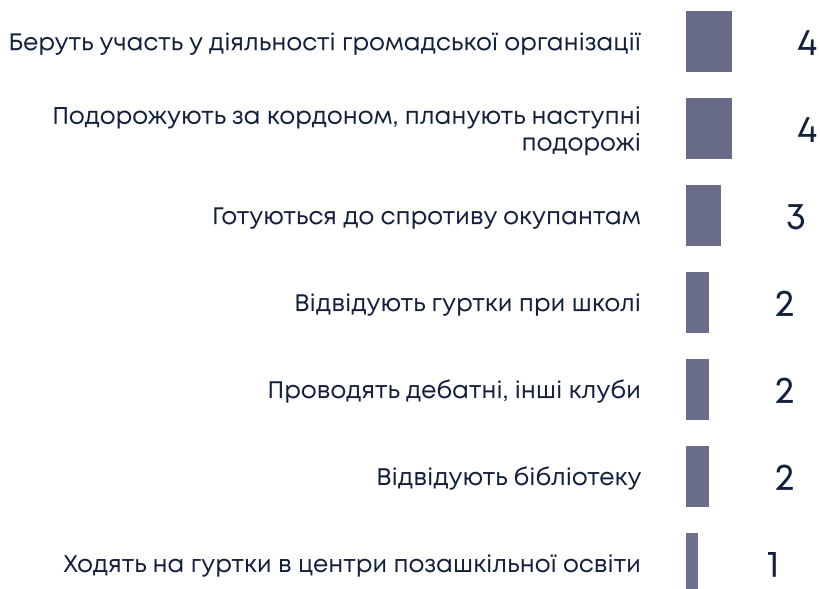 Беруть участь у діяльності громадської організації 4
Подорожують за кордоном, планують наступні
подорожі 4
Готуються до спротиву окупантам 3
Відвідують гуртки при школі 2
Проводять дебатні, інші клуби 2
Відвідують бібліотеку 2
Ходять на гуртки в центри позашкільної освіти 1